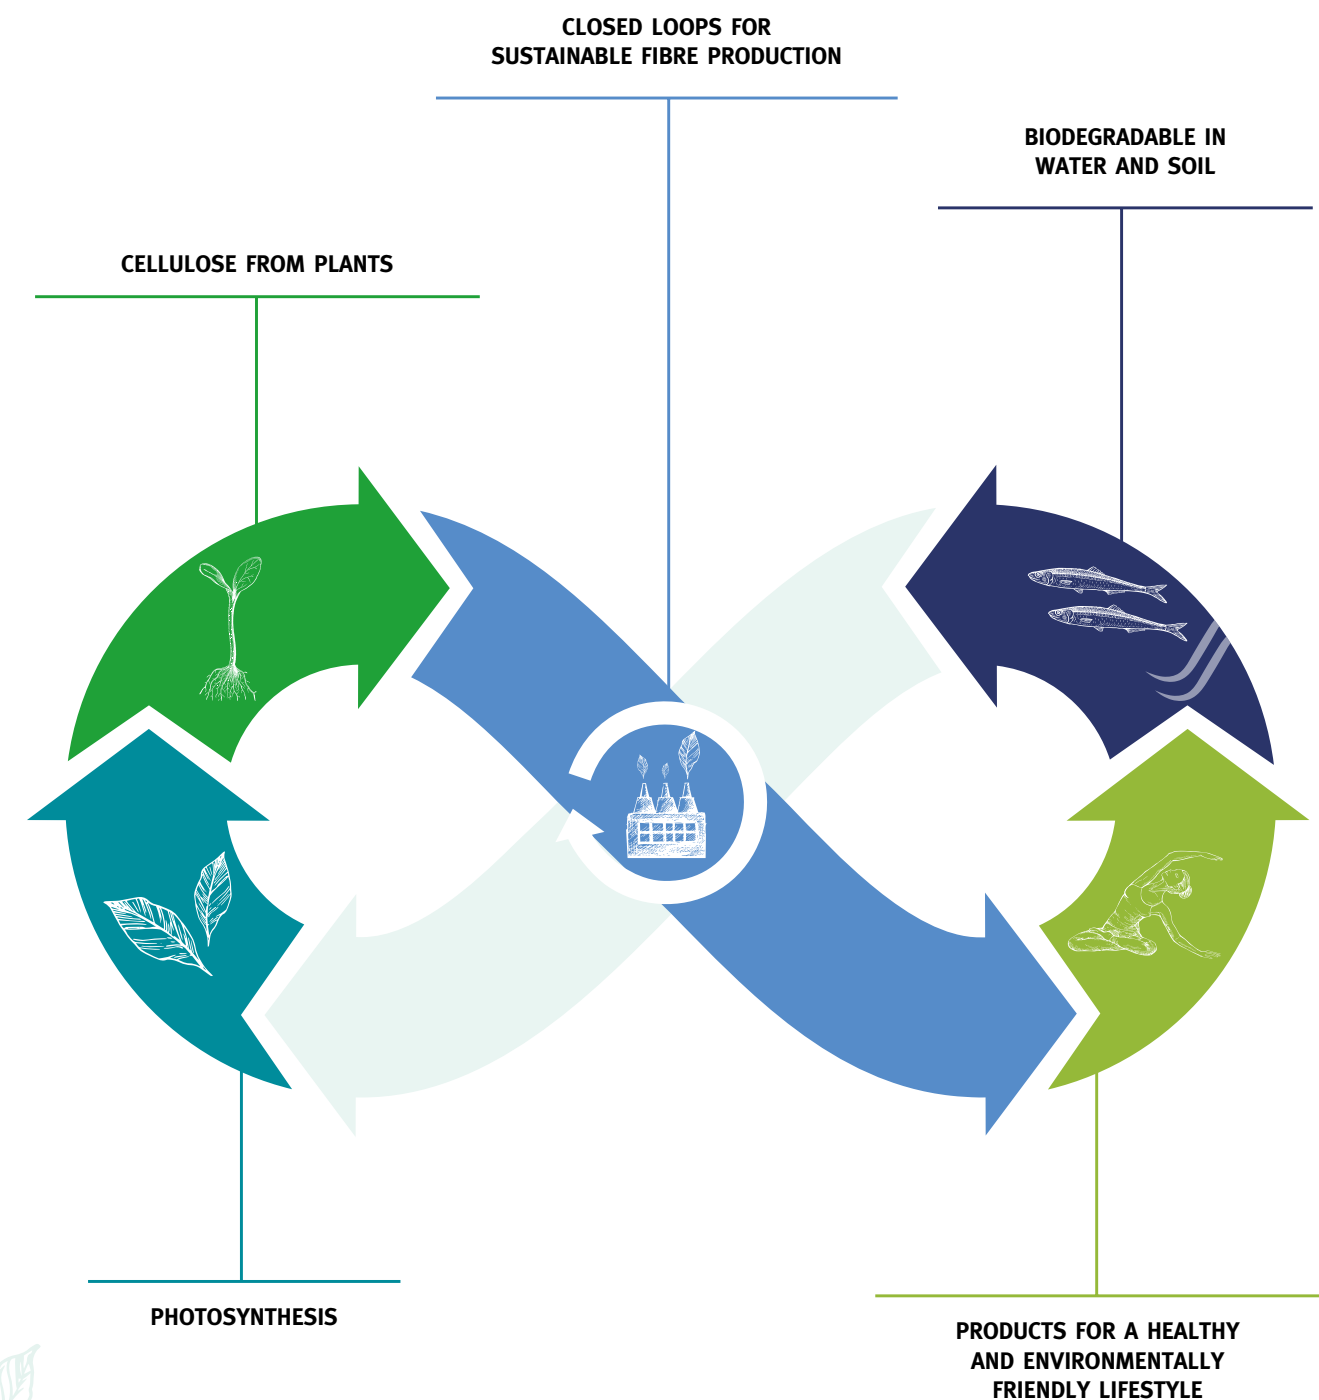 CLOSED LOOPS FOR
SUSTAINABLE FIBRE PRODUCTION
BIODEGRADABLE IN
WATER AND SOIL
CELLULOSE FROM PLANTS
PHOTOSYNTHESIS
PRODUCTS FOR A HEALTHY
AND ENVIRONMENTALLY
FRIENDLY LIFESTYLE